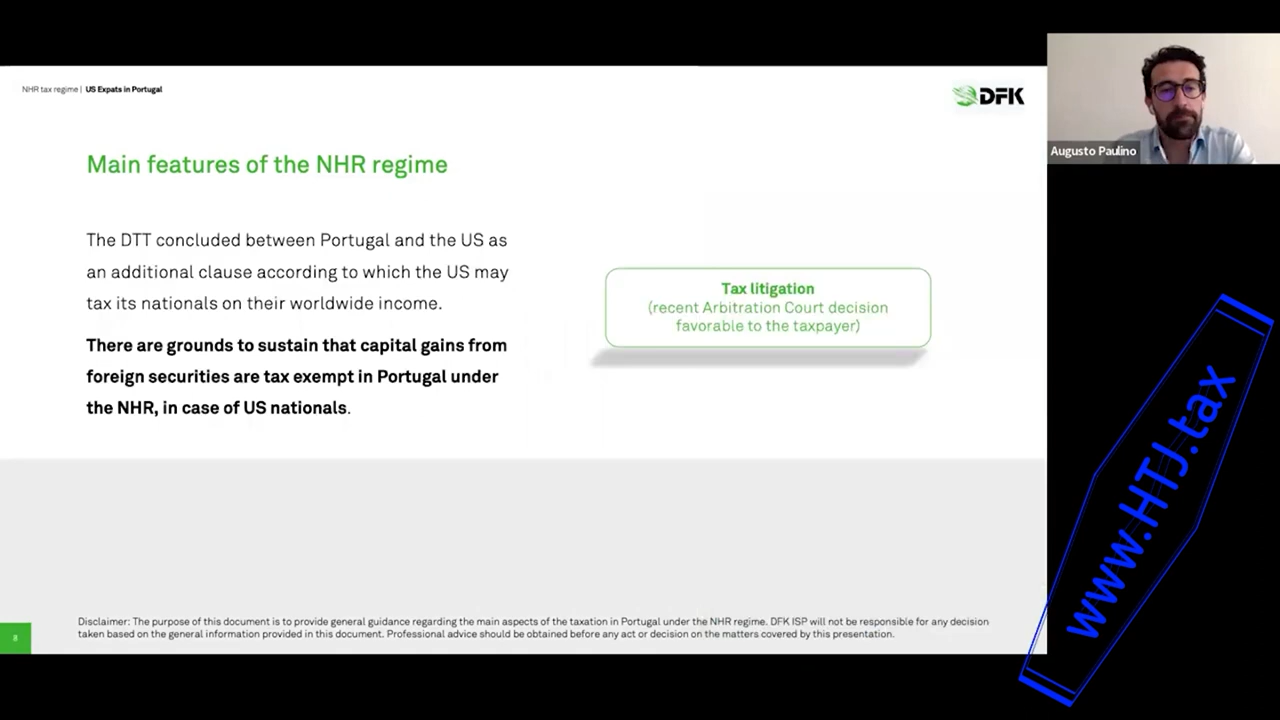 NHR tax regime | US Expats in Portugal
DFK
Augusto Paulino
Main features of the NHR regime
The DTT concluded between Portugal and the US as
an additional clause according to which the US may
tax its nationals on their worldwide income.
There are grounds to sustain that capital gains from
foreign securities are tax exempt in Portugal under
the NHR, in case of US nationals.
Tax litigation
(recent Arbitration Court decision
favorable to the taxpayer)
www.HTJ.tax
Disclaimer: The purpose of this document is to provide general guidance regarding the main aspects of the taxation in Portugal under the NHR regime. DFK ISP will not be responsible for any decision
taken based on the general information provided in this document. Professional advice should be obtained before any act or decision on the matters covered by this presentation.
8